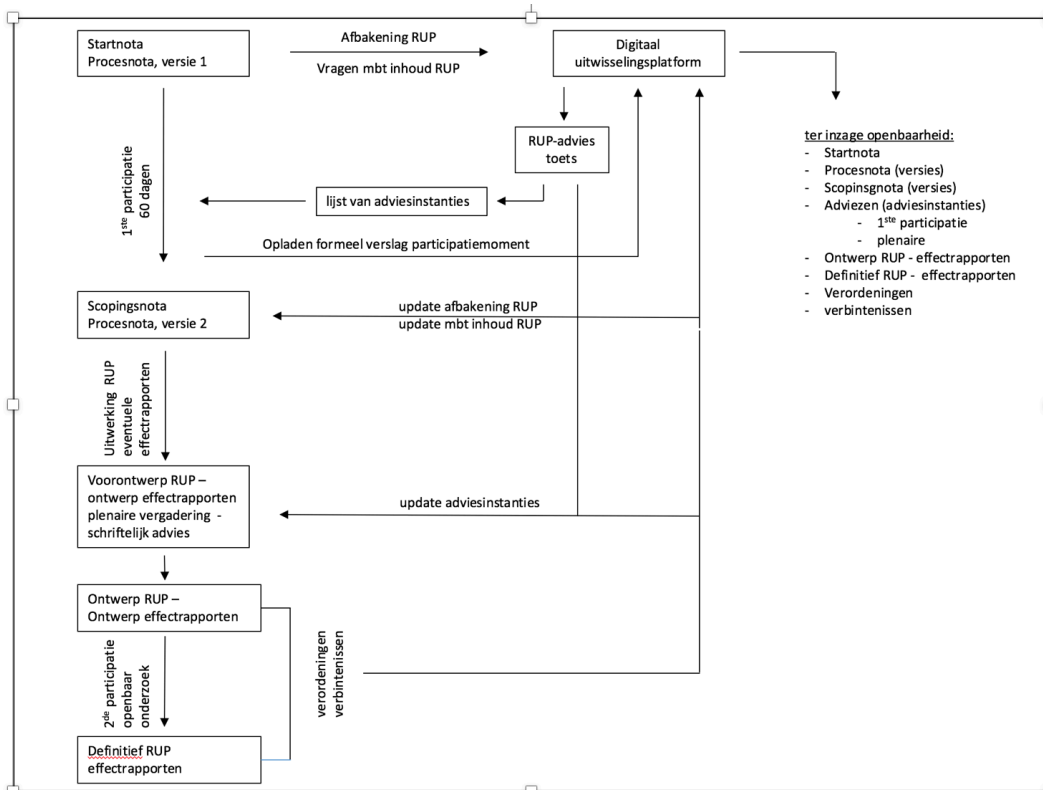 Startnota
Procesnota, versie 1
Afbakening RUP
Vragen mbt inhoud RUP
Digitaal
uitwisselingsplatform
RUP-advies
toets
lijst van adviesinstanties
1ste participatie
60 dagen
Opladen formeel verslag participatiemoment
ter inzage openbaarheid:
- Startnota
- Procesnota (versies)
- Scopinsgnota (versies)
- Adviezen (adviesinstanties)
- 1ste participatie
- plenaire
- Ontwerp RUP - effectrapporten
- Definitief RUP - effectrapporten
- Verordeningen
- verbintenissen
Scopingsnota
Procesnota, versie 2
update afbakening RUP
update mbt inhoud RUP
Uitwerking RUP
eventuele
effectrapporten
Voorontwerp RUP –
ontwerp effectrapporten
plenaire vergadering -
schriftelijk advies
update adviesinstanties
Ontwerp RUP –
Ontwerp effectrapporten
2de participatie
openbaar
onderzoek
verordeningen
verbintenissen
Definitief RUP
effectrapporten